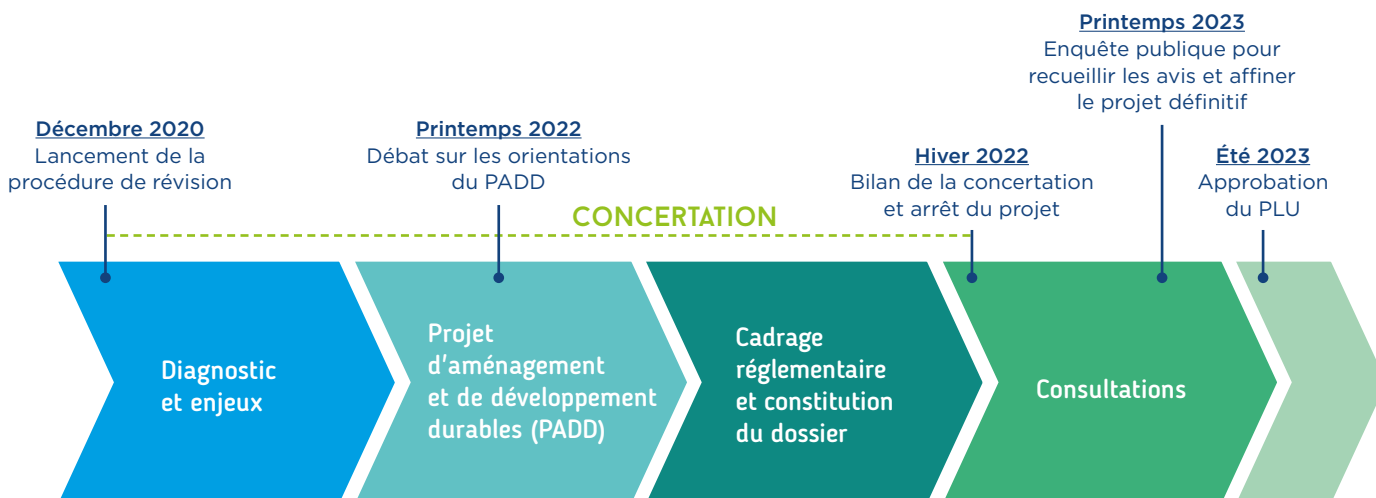 Décembre 2020
Lancement de la
procédure de révision
Printemps 2022
Débat sur les orientations
du PADD
CONCERTATION
Hiver 2022
Bilan de la concertation
et arrêt du projet
Printemps 2023
Enquête publique pour
recueillir les avis et affiner
le projet définitif
Été 2023
Approbation
du PLU
Diagnostic
et enjeux
Projet
d'aménagement
et de développement
durables (PADD)
Cadrage
réglementaire
et constitution
du dossier
Consultations